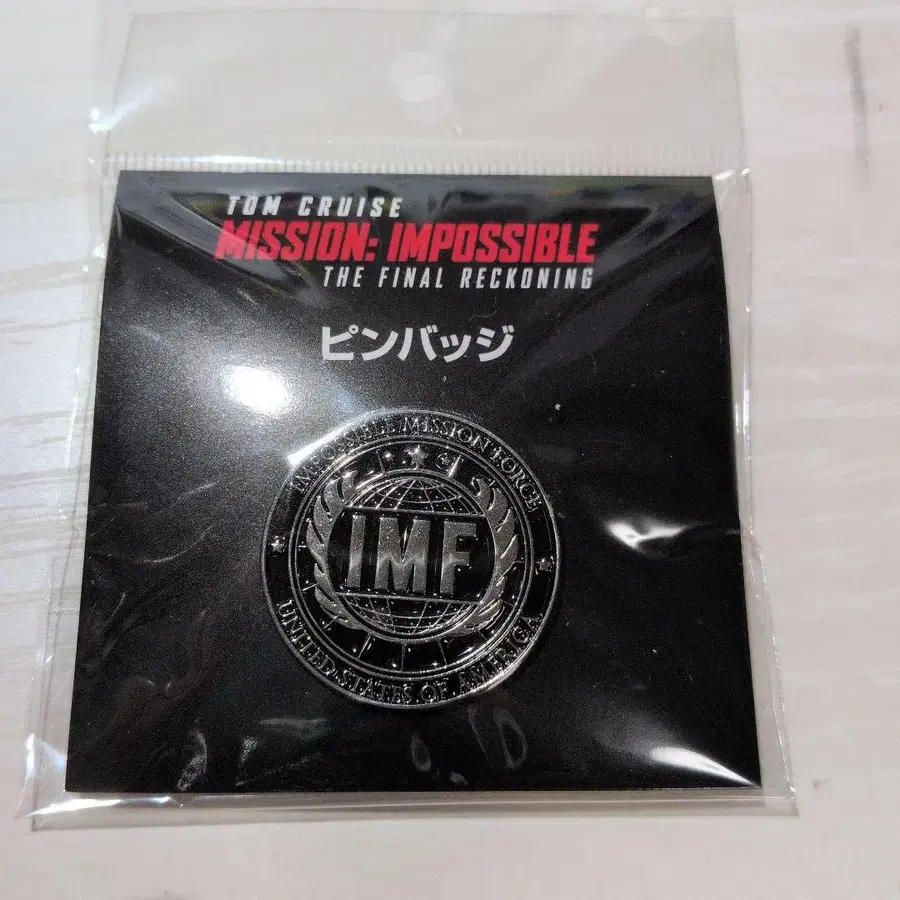 TOM CRUISE
MISSION: IMPOSSIBLE
THE FINAL RECKONING
ピンバッジ
IMPOSSIBLE MISSION FORCE
IMF
UNITED STATES OF AMERICA